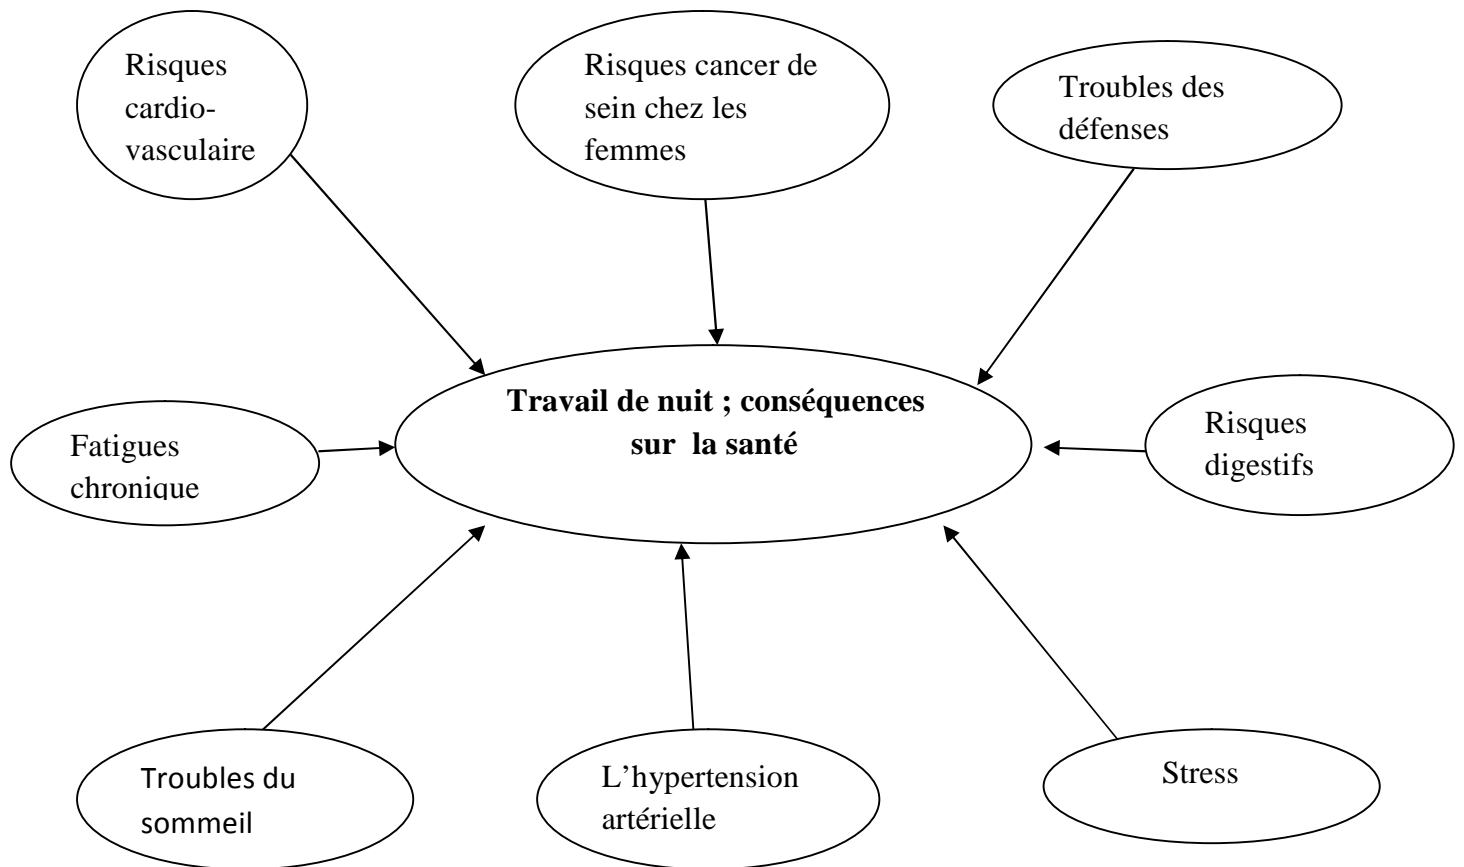 Risques
cardio-
vasculaire
Risques cancer de
sein chez les
femmes
Troubles des
défenses
Travail de nuit ; conséquences
sur la santé
Fatigues
chronique
Risques
digestifs
Troubles du
sommeil
L’hypertension
artérielle
Stress